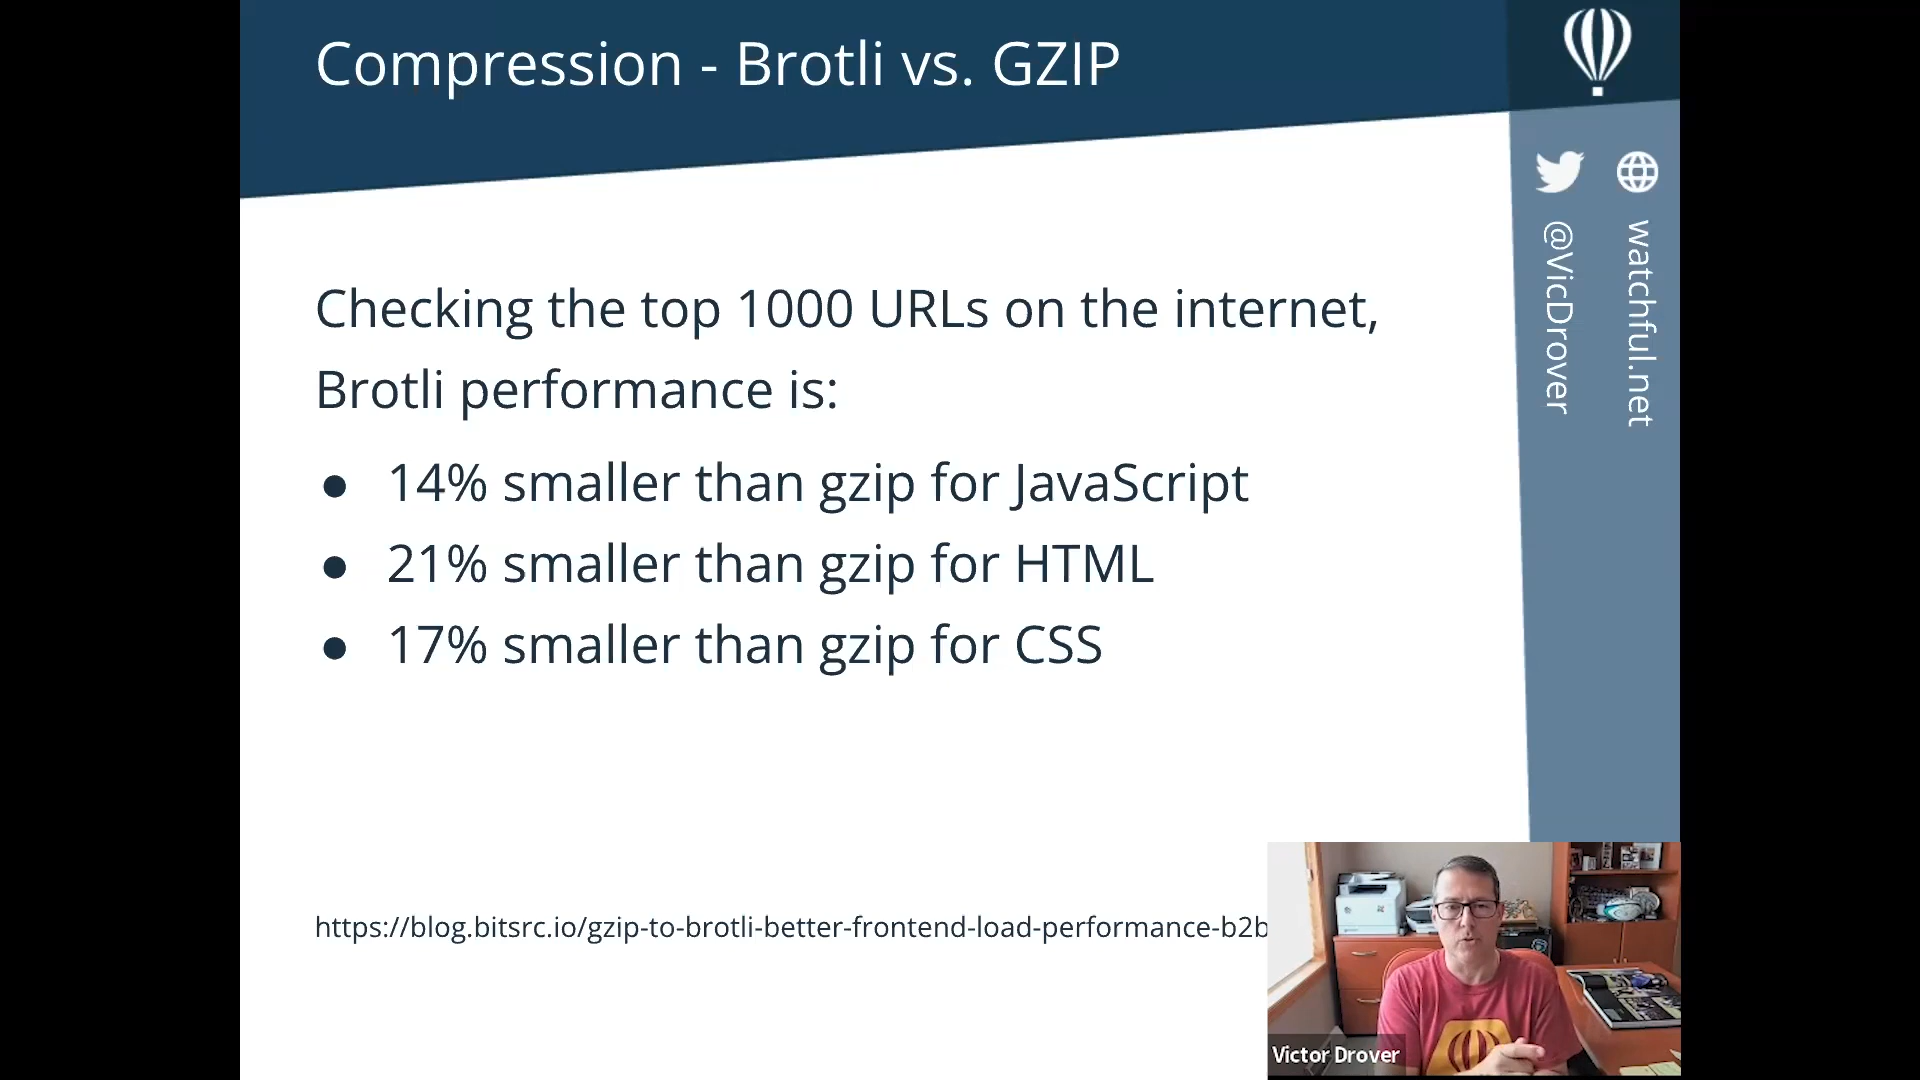 Compression - Brotli vs. GZIP
@VicDrover
watchful.net
Checking the top 1000 URLs on the internet,
Brotli performance is:
● 14% smaller than gzip for JavaScript
● 21% smaller than gzip for HTML
● 17% smaller than gzip for CSS
https://blog.bitsrc.io/gzip-to-brotli-better-frontend-load-performance-b2b
Victor Drover